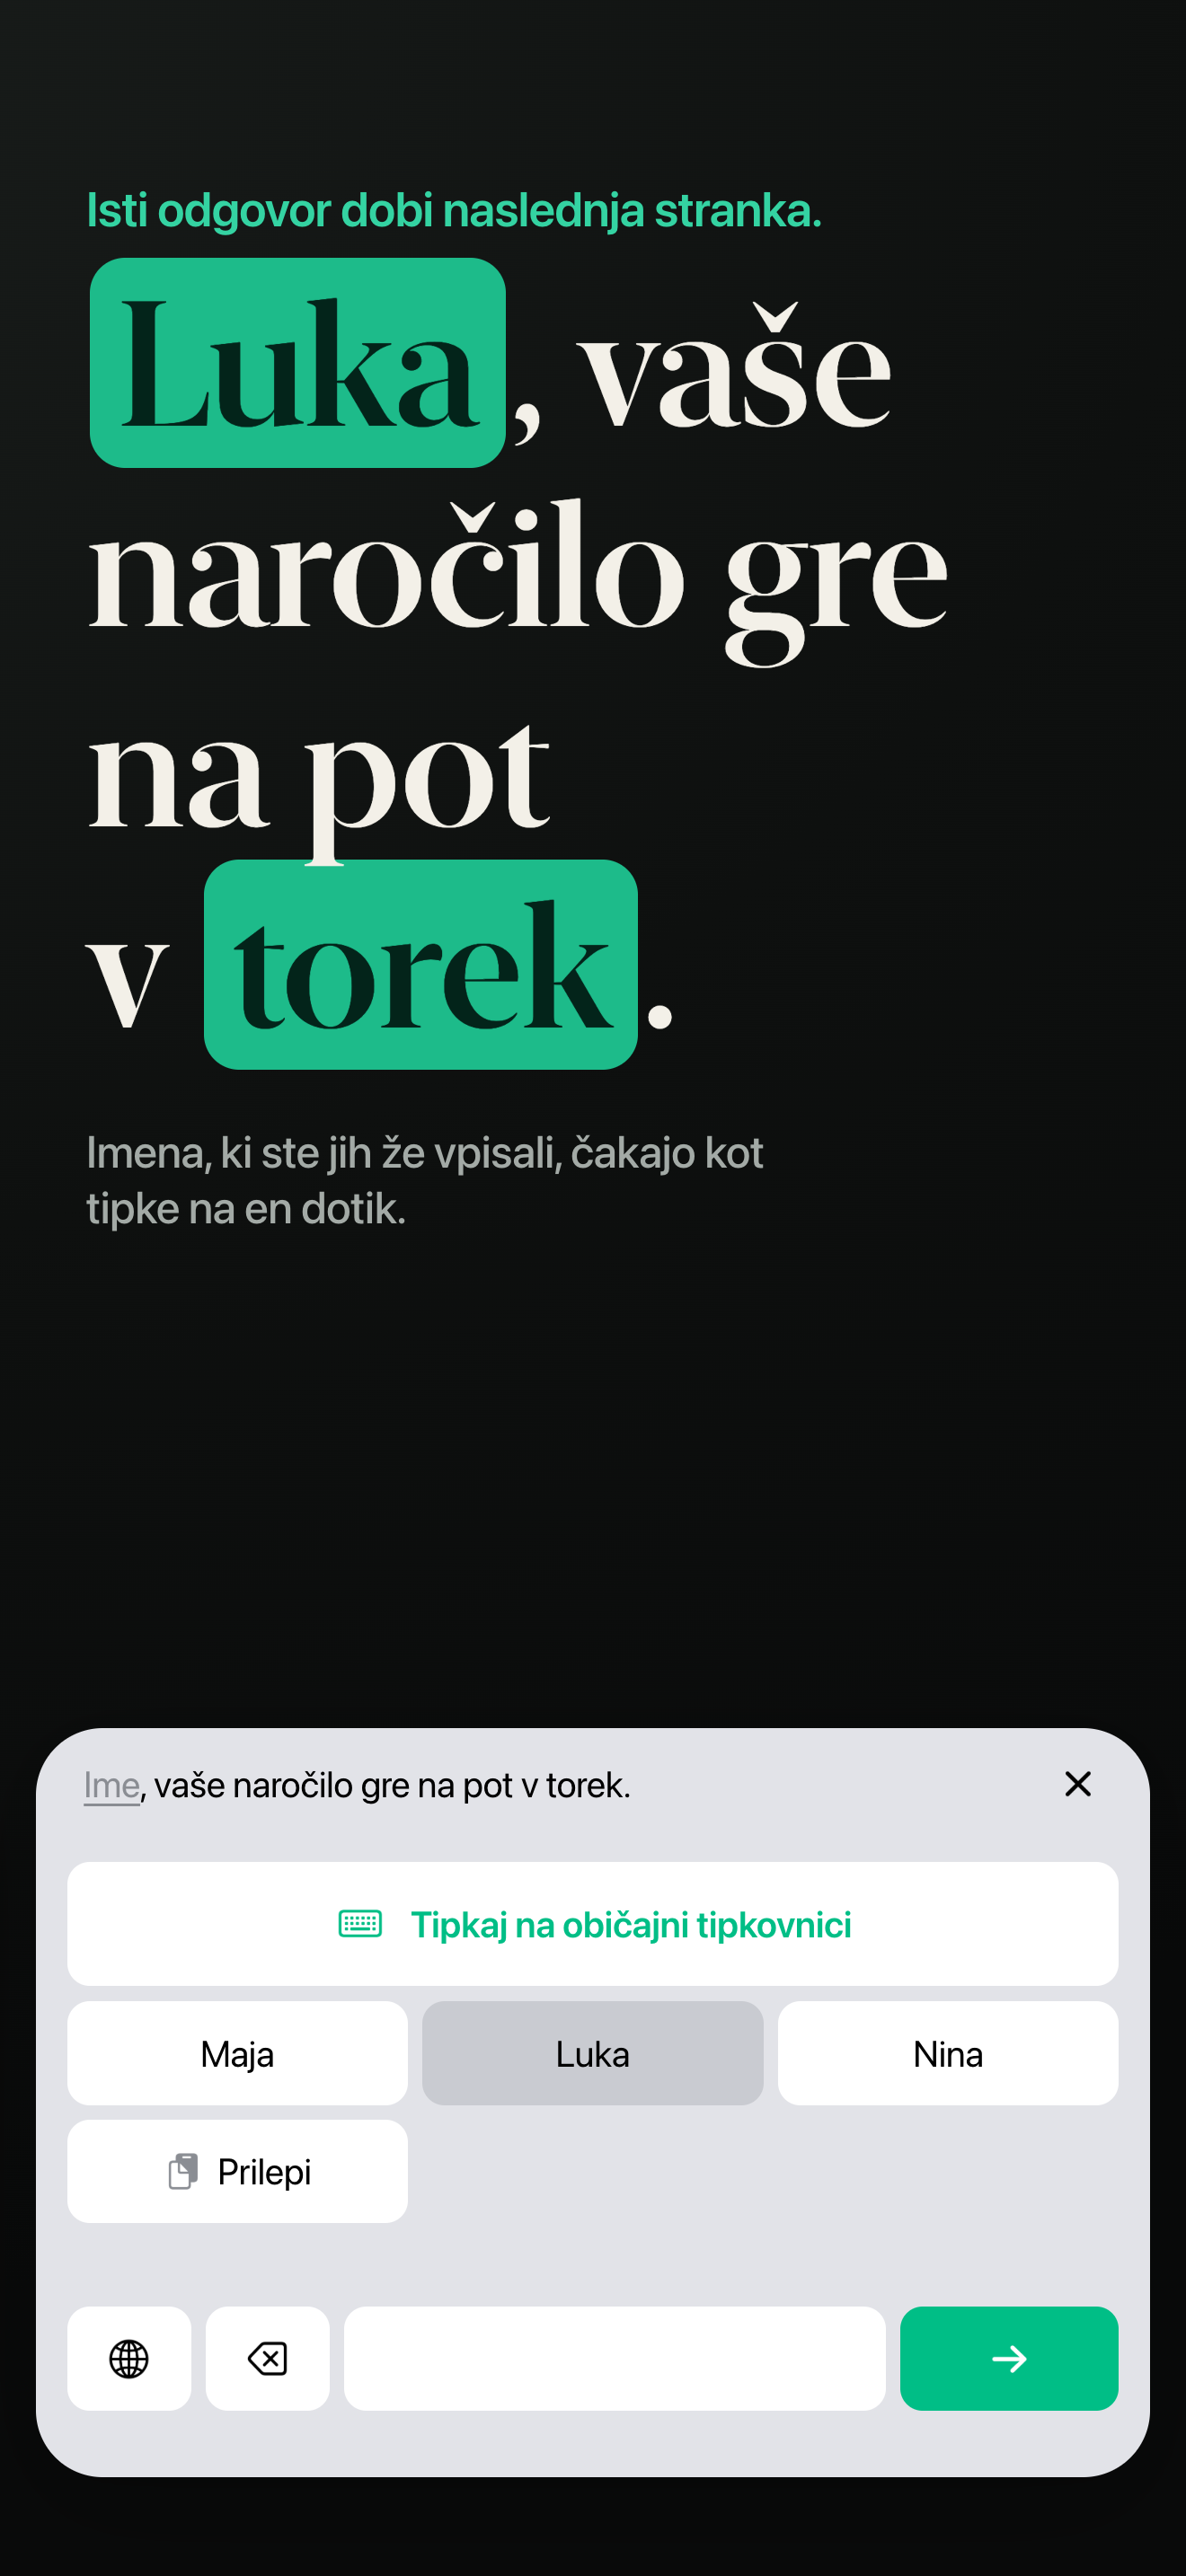 Isti odgovor dobi naslednja stranka.
Luka, vaše
naročilo gre
na pot
v torek.
Imena, ki ste jih že vpisali, čakajo kot
tipke na en dotik.
Ime, vaše naročilo gre na pot v torek.
Tipkaj na običajni tipkovnici
Maja
Luka
Nina
Prilepi